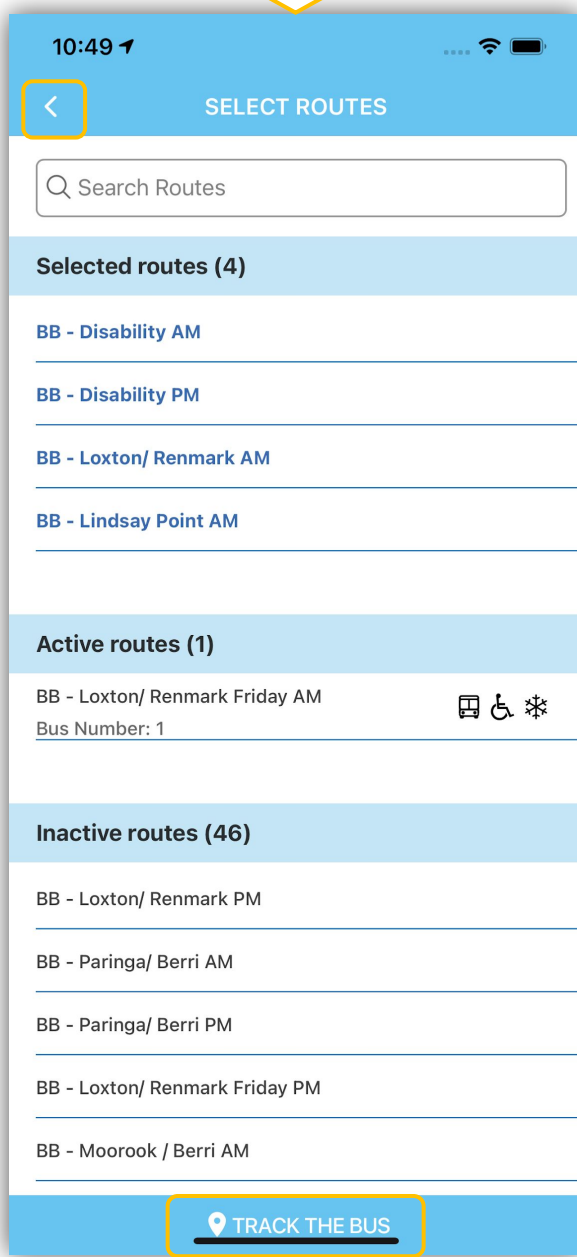 10:49
SELECT ROUTES
Search Routes
Selected routes (4)
BB - Disability AM
BB - Disability PM
BB - Loxton/ Renmark AM
BB - Lindsay Point AM
Active routes (1)
BB - Loxton/ Renmark Friday AM
Bus Number: 1
Inactive routes (46)
BB - Loxton/ Renmark PM
BB - Paringa/ Berri AM
BB - Paringa/ Berri PM
BB - Loxton/ Renmark Friday PM
BB - Moorook / Berri AM
TRACK THE BUS